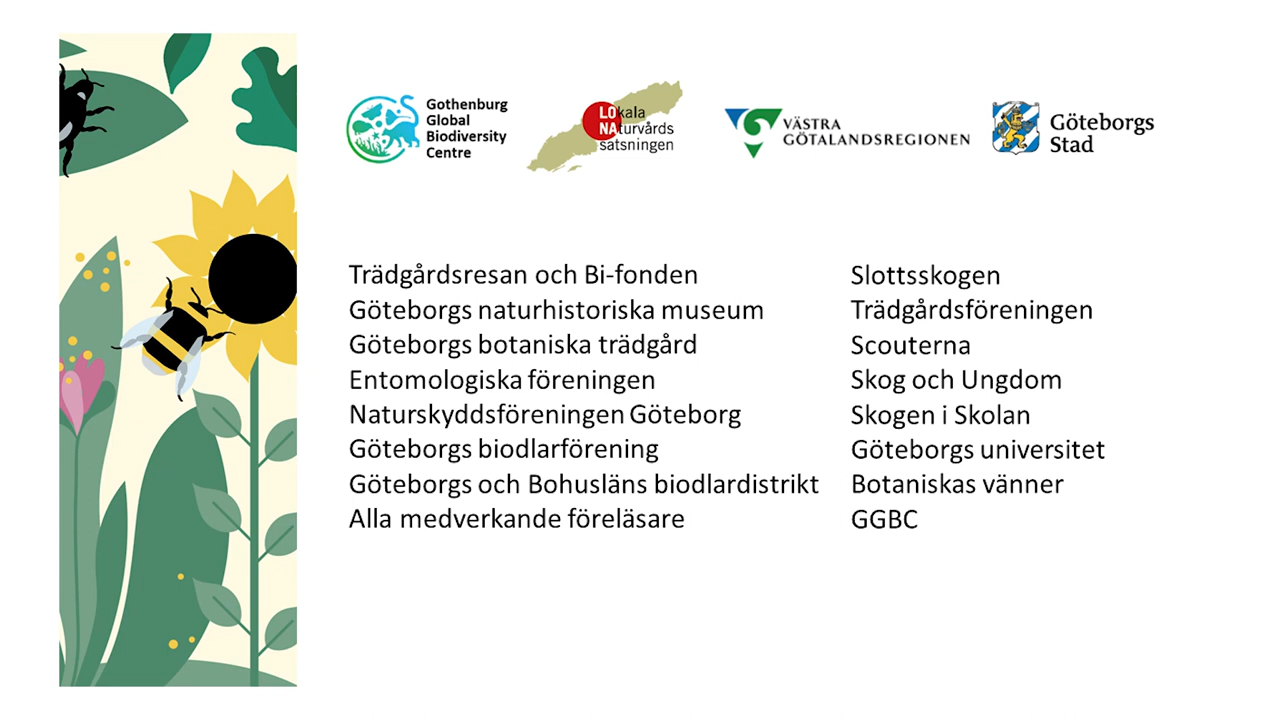 Gothenburg
Global
Biodiversity
Centre
LOkala
NAturvårds
satsningen
VÄSTRA
GÖTALANDSREGIONEN
Göteborgs
Stad
Trädgårdsresan och Bi-fonden
Göteborgs naturhistoriska museum
Göteborgs botaniska trädgård
Entomologiska föreningen
Naturskyddsföreningen Göteborg
Göteborgs biodlarförening
Göteborgs och Bohusläns biodlardistrikt
Alla medverkande föreläsare
Slottsskogen
Trädgårdsföreningen
Scouterna
Skog och Ungdom
Skogen i Skolan
Göteborgs universitet
Botaniskas vänner
GGBC